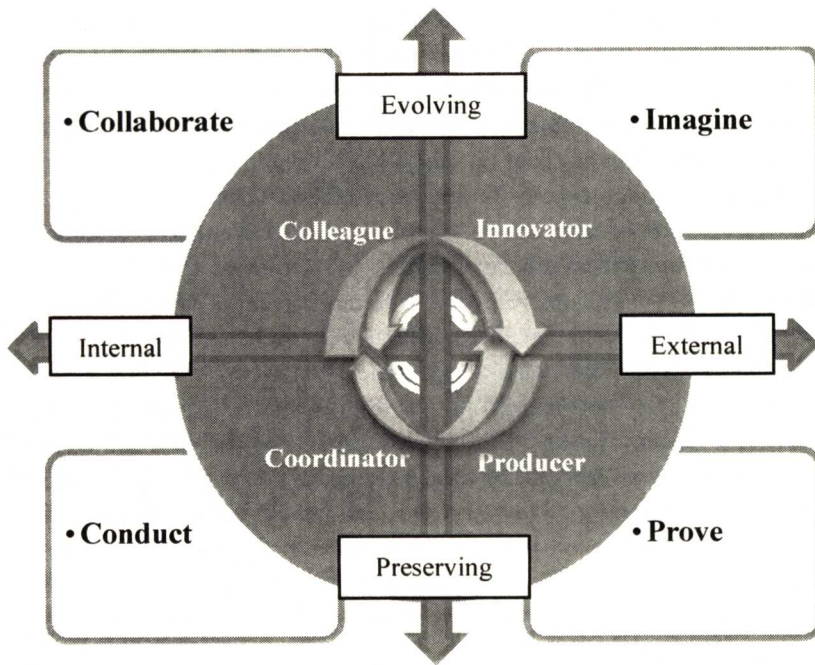 Evolving
• Collaborate
• Imagine
Colleague
Innovator
Internal
External
Coordinator
Producer
• Conduct
• Prove
Preserving